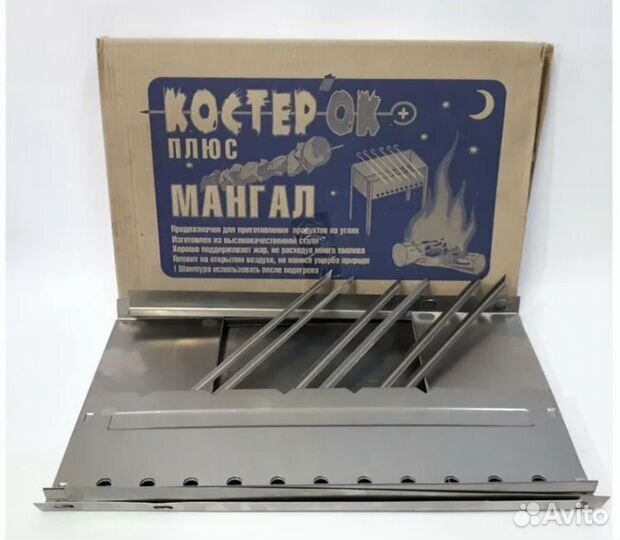 КОСТЕР'ОК +
ПЛЮС
МАНГАЛ
Предназначен для приготовления продуктов на углях
Изготовлен из высококачественной стали
Хорошо поддерживает жар, не расходуя много топлива
Готовит на открытом воздухе, не нанося ущерба природе
! Шампура использовать после подогрева
Avito